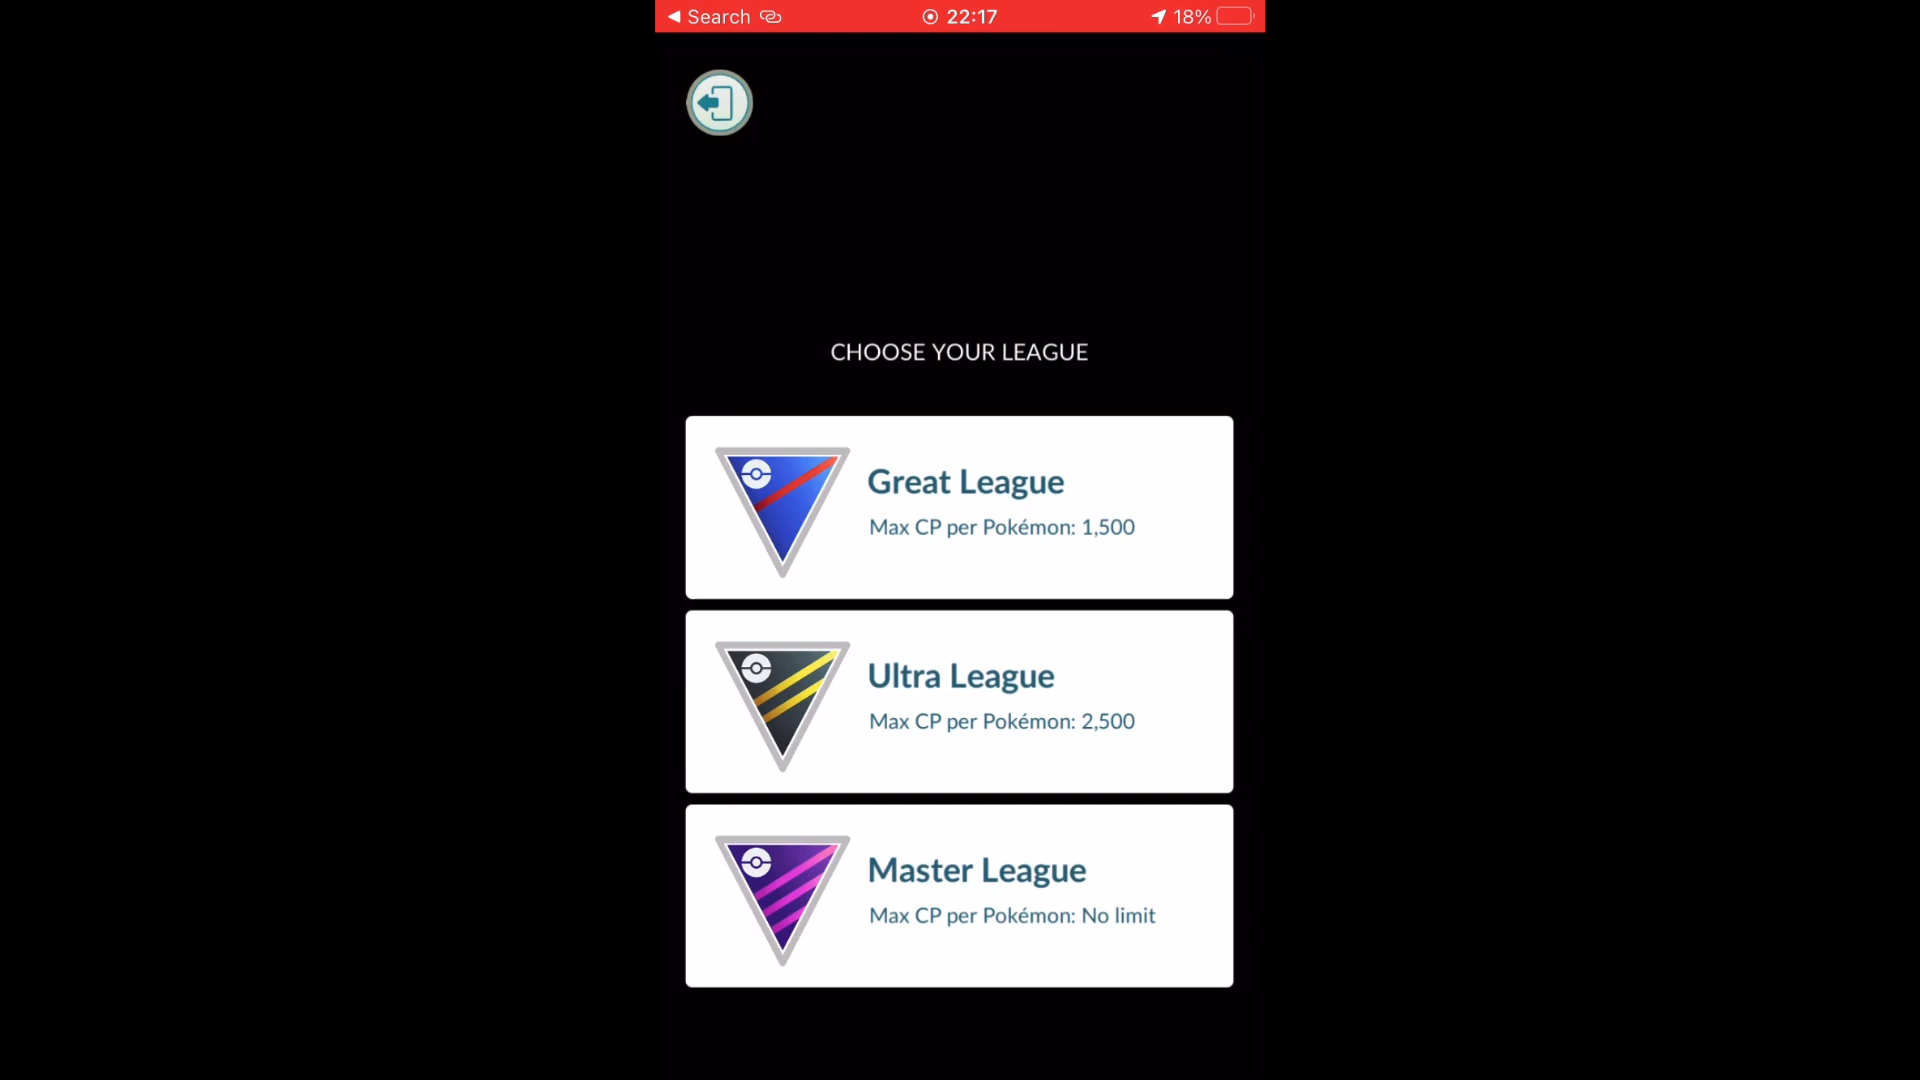 Search 22:17 18%
CHOOSE YOUR LEAGUE
Great League
Max CP per Pokémon: 1,500
Ultra League
Max CP per Pokémon: 2,500
Master League
Max CP per Pokémon: No limit